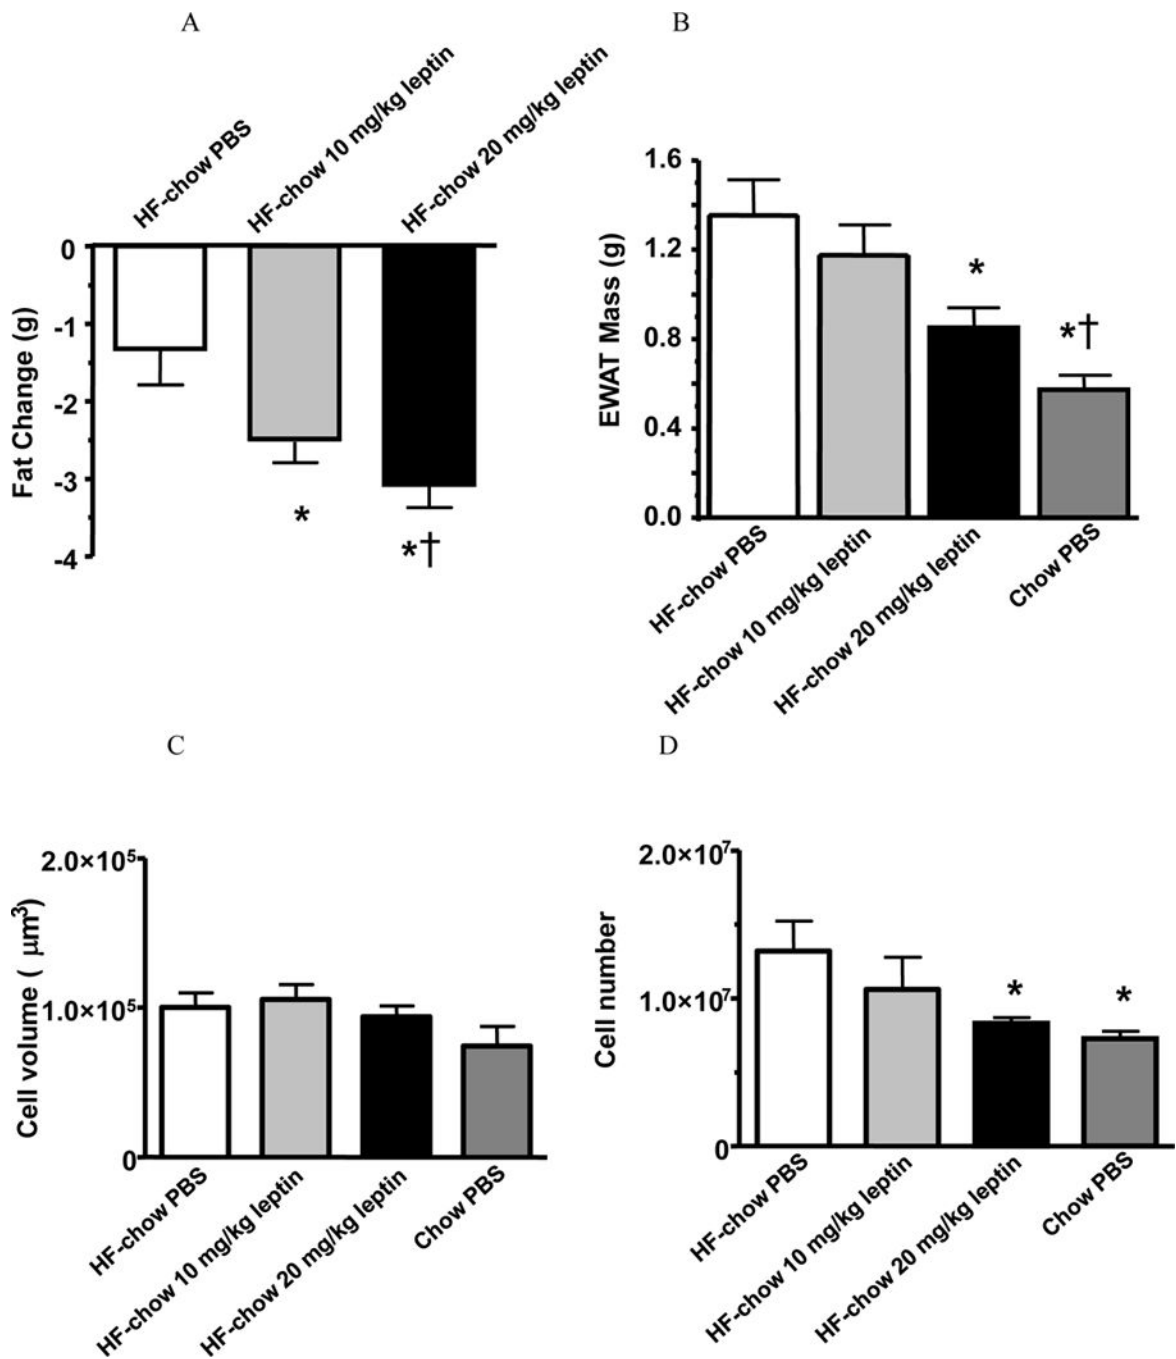 A
HF-chow PBS
HF-chow 10 mg/kg leptin
HF-chow 20 mg/kg leptin
Fat Change (g)
0
-1
-2
-3
-4
*
*†
B
EWAT Mass (g)
1.6
1.2
0.8
0.4
0.0
*
*†
HF-chow PBS
HF-chow 10 mg/kg leptin
HF-chow 20 mg/kg leptin
Chow PBS
C
Cell volume ( μm³)
2.0×10⁵
1.0×10⁵
0
HF-chow PBS
HF-chow 10 mg/kg leptin
HF-chow 20 mg/kg leptin
Chow PBS
D
Cell number
2.0×10⁷
1.0×10⁷
0
*
*
HF-chow PBS
HF-chow 10 mg/kg leptin
HF-chow 20 mg/kg leptin
Chow PBS